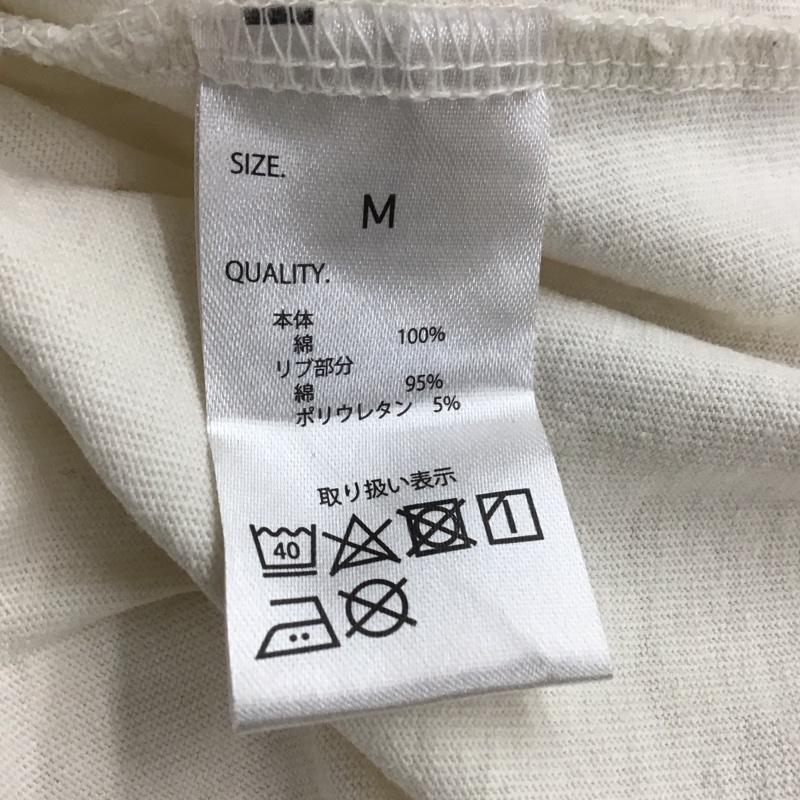 SIZE.
M
QUALITY.
本体
綿 100%
リブ部分
綿 95%
ポリウレタン 5%
取り扱い表示
40